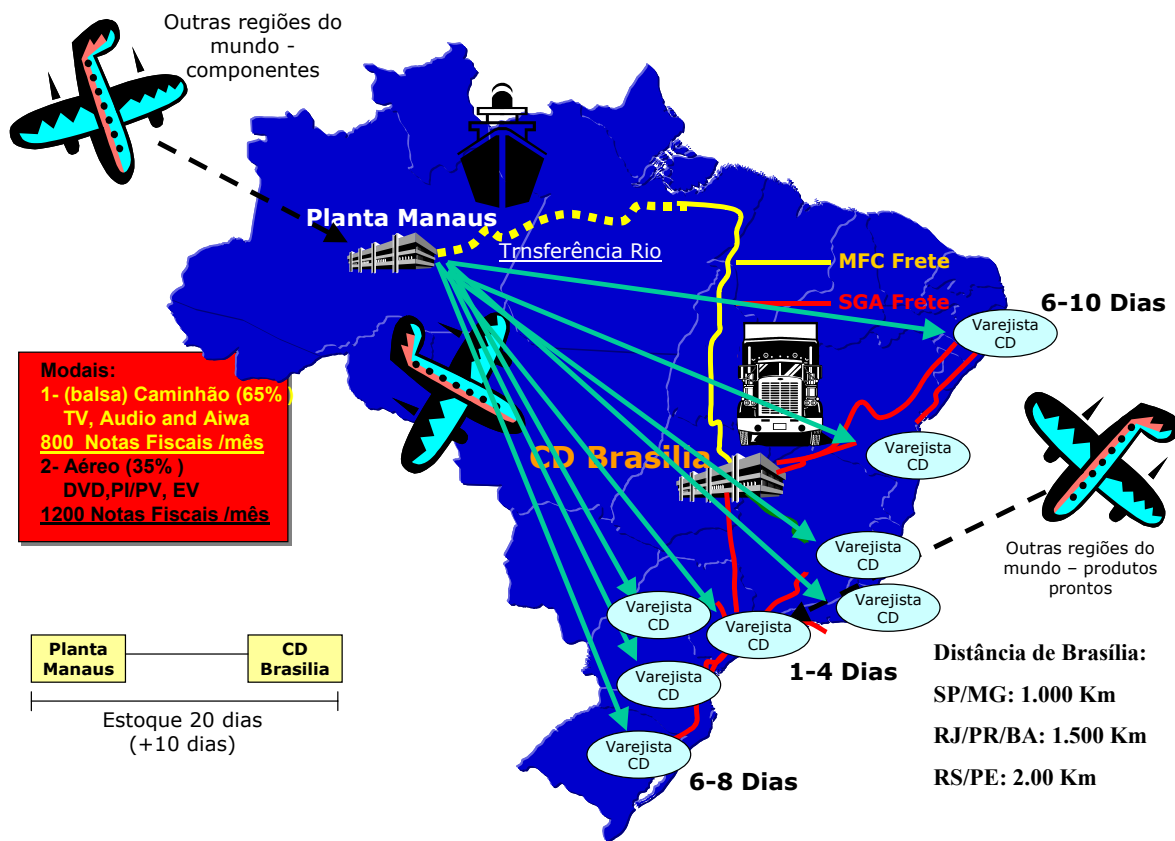 Outras regiões do
mundo -
componentes
Planta Manaus
Trnsferência Rio
MFC Frete
SGA Frete
6-10 Dias
Varejista
CD
Modais:
1- (balsa) Caminhão (65% )
TV, Audio and Aiwa
800 Notas Fiscais /mês
2- Aéreo (35% )
DVD,PI/PV, EV
1200 Notas Fiscais /mês
CD Brasilia
Varejista
CD
Varejista
CD
Outras regiões do
mundo – produtos
prontos
Varejista
CD
Varejista
CD
Varejista
CD
1-4 Dias
Varejista
CD
Varejista
CD
6-8 Dias
Planta
Manaus
CD
Brasilia
Estoque 20 dias
(+10 dias)
Distância de Brasília:
SP/MG: 1.000 Km
RJ/PR/BA: 1.500 Km
RS/PE: 2.00 Km